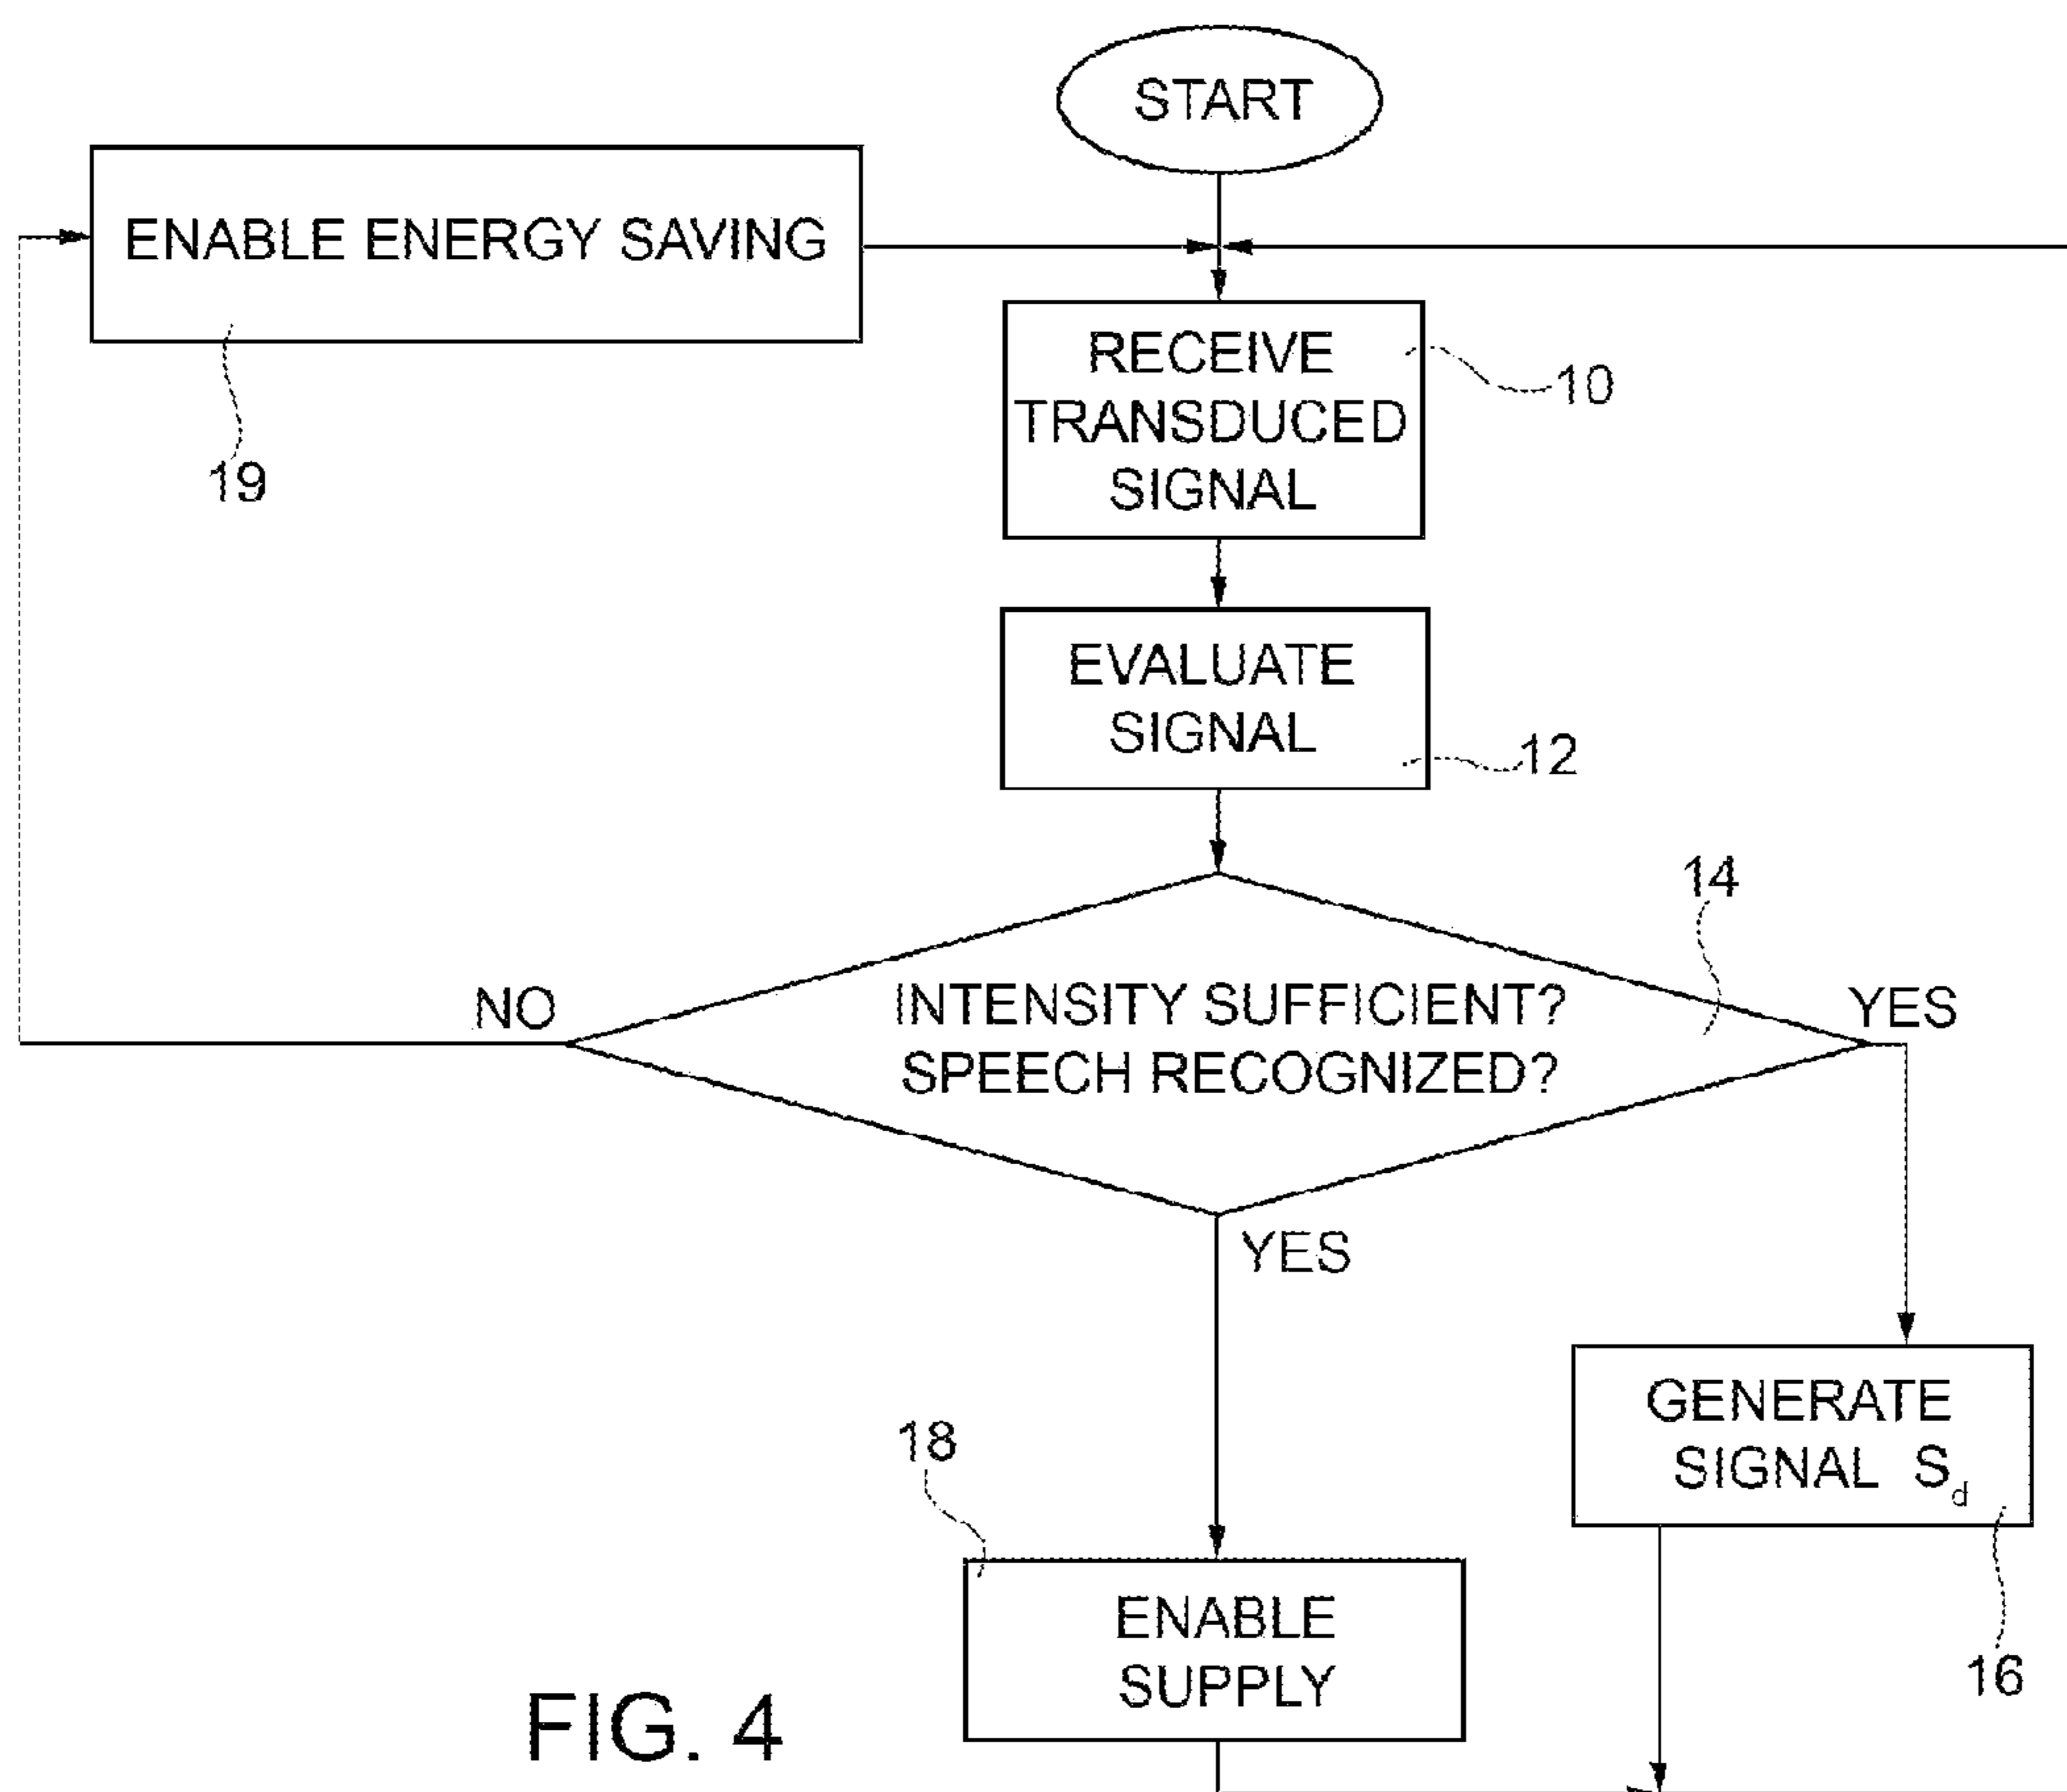 START
ENABLE ENERGY SAVING
19
RECEIVE
TRANSDUCED
SIGNAL
10
EVALUATE
SIGNAL
12
14
NO
INTENSITY SUFFICIENT?
SPEECH RECOGNIZED?
YES
YES
GENERATE
SIGNAL Sd
16
18
ENABLE
SUPPLY
FIG. 4